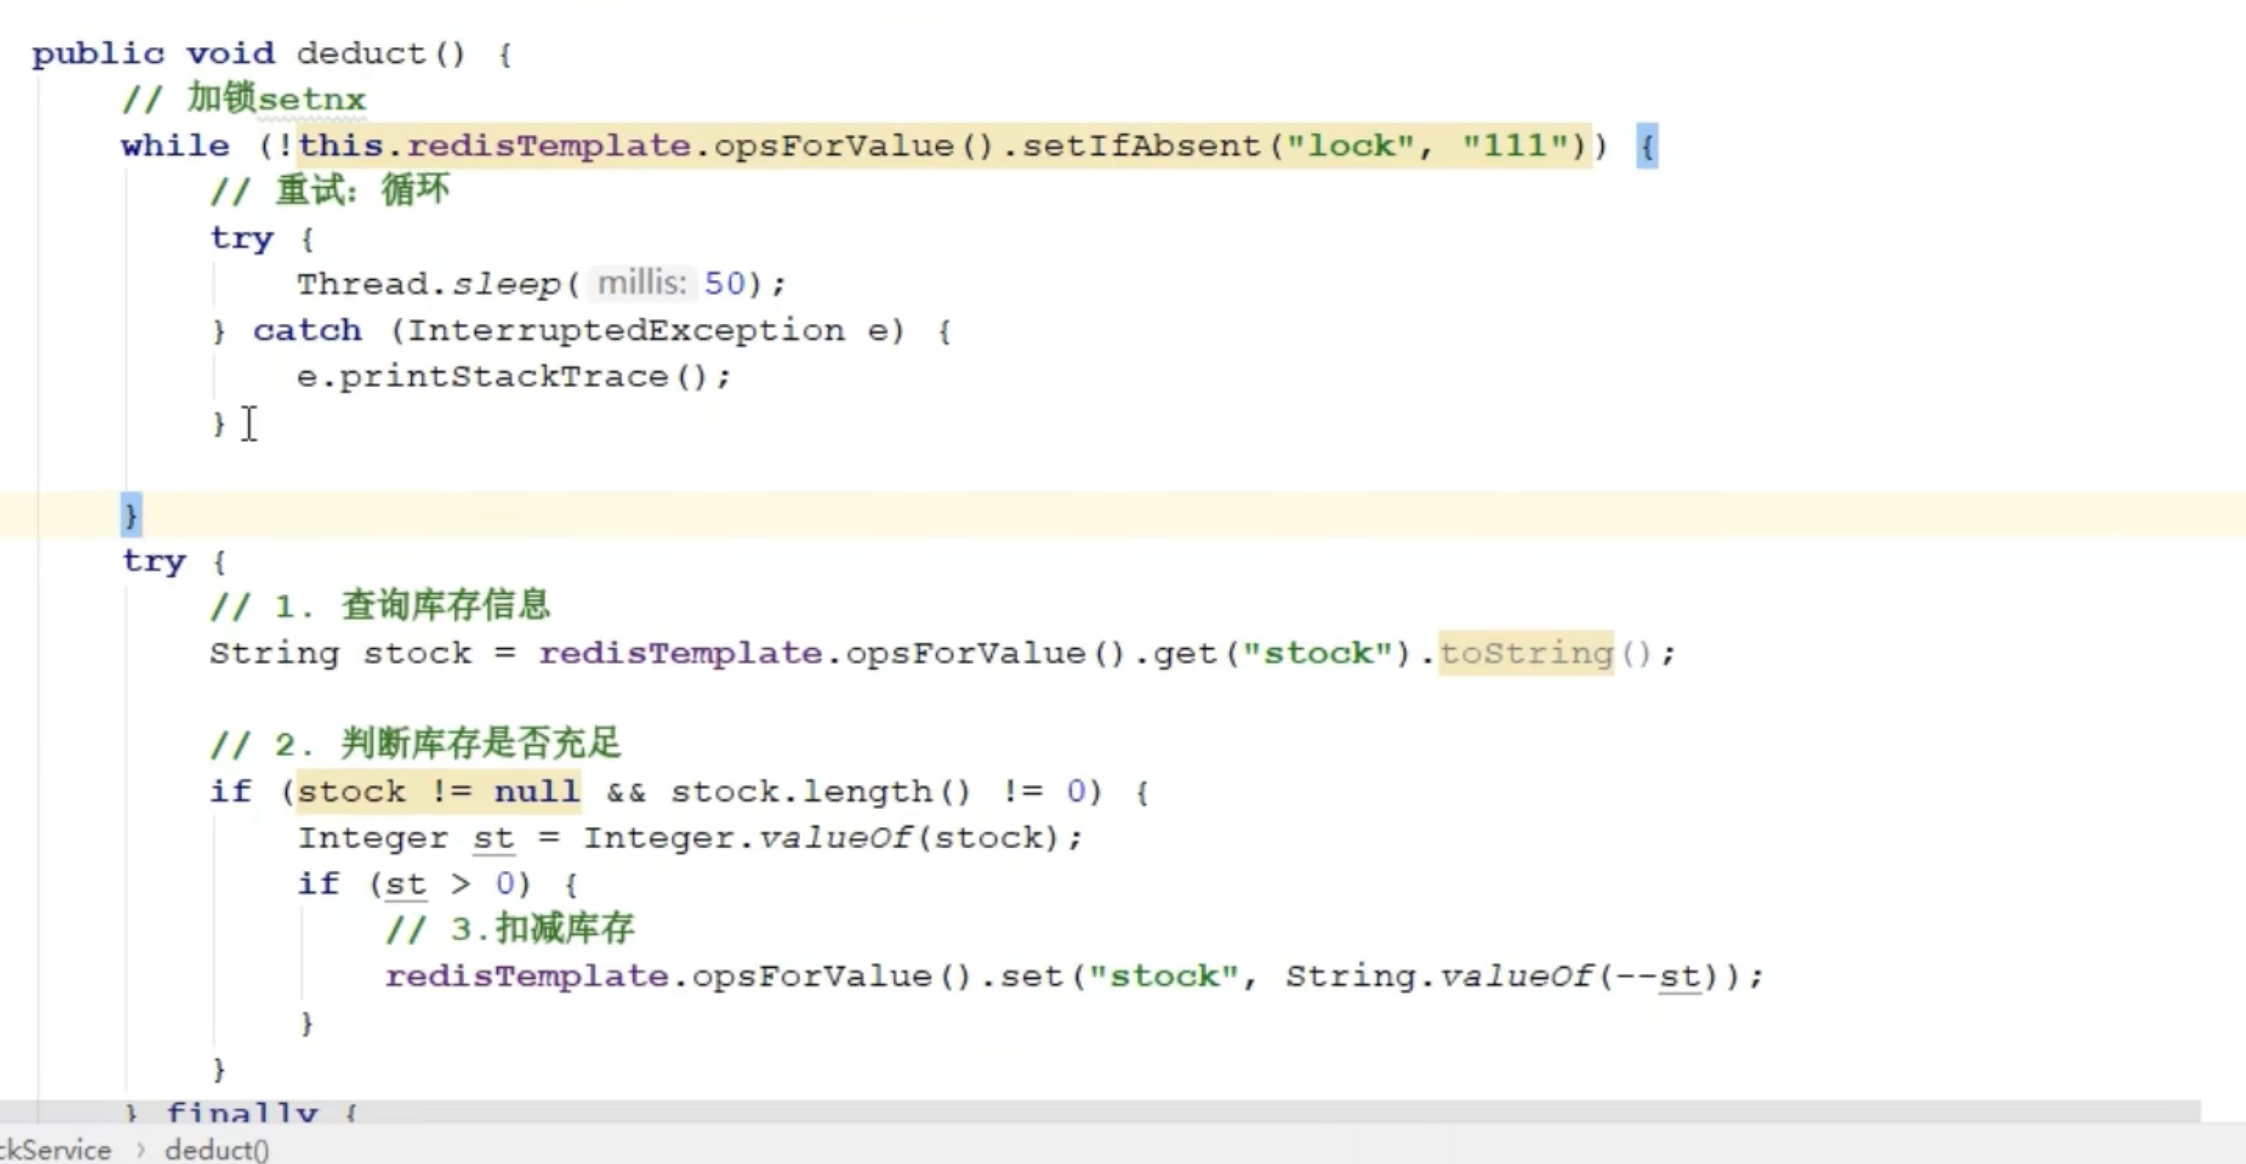 public void deduct() {
// 加锁setnx
while (!this.redisTemplate.opsForValue().setIfAbsent("lock", "111")) {
// 重试：循环
try {
Thread.sleep( millis: 50);
} catch (InterruptedException e) {
e.printStackTrace();
}
}
try {
// 1. 查询库存信息
String stock = redisTemplate.opsForValue().get("stock").toString();
// 2. 判断库存是否充足
if (stock != null && stock.length() != 0) {
Integer st = Integer.valueOf(stock);
if (st > 0) {
// 3.扣减库存
redisTemplate.opsForValue().set("stock", String.valueOf(--st));
}
}
} finally {
ckService › deduct()